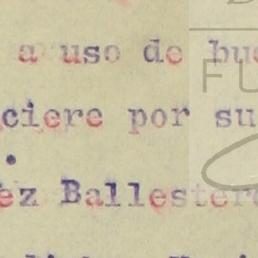 a uso de bu
ciere por su
ez Ballester